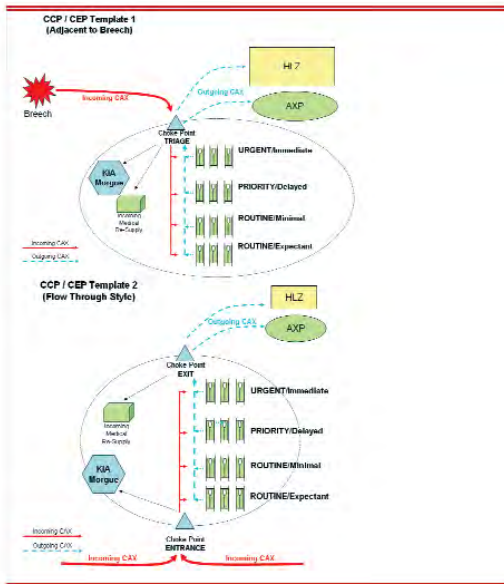 CCP / CEP Template 1
(Adjacent to Breech)
HLZ
Outgoing CAX
AXP
Incoming CAX
Breech
Choke Point
TRIAGE
URGENT/Immediate
KIA
Morgue
PRIORITY/Delayed
Incoming
Medical
Re-Supply
ROUTINE/Minimal
ROUTINE/Expectant
Incoming CAX
Outgoing CAX
CCP / CEP Template 2
(Flow Through Style)
HLZ
Outgoing CAX
AXP
Choke Point
EXIT
URGENT/Immediate
Incoming
Medical
Re-Supply
PRIORITY/Delayed
KIA
Morgue
ROUTINE/Minimal
ROUTINE/Expectant
Incoming CAX
Outgoing CAX
Choke Point
ENTRANCE
Incoming CAX
Incoming CAX